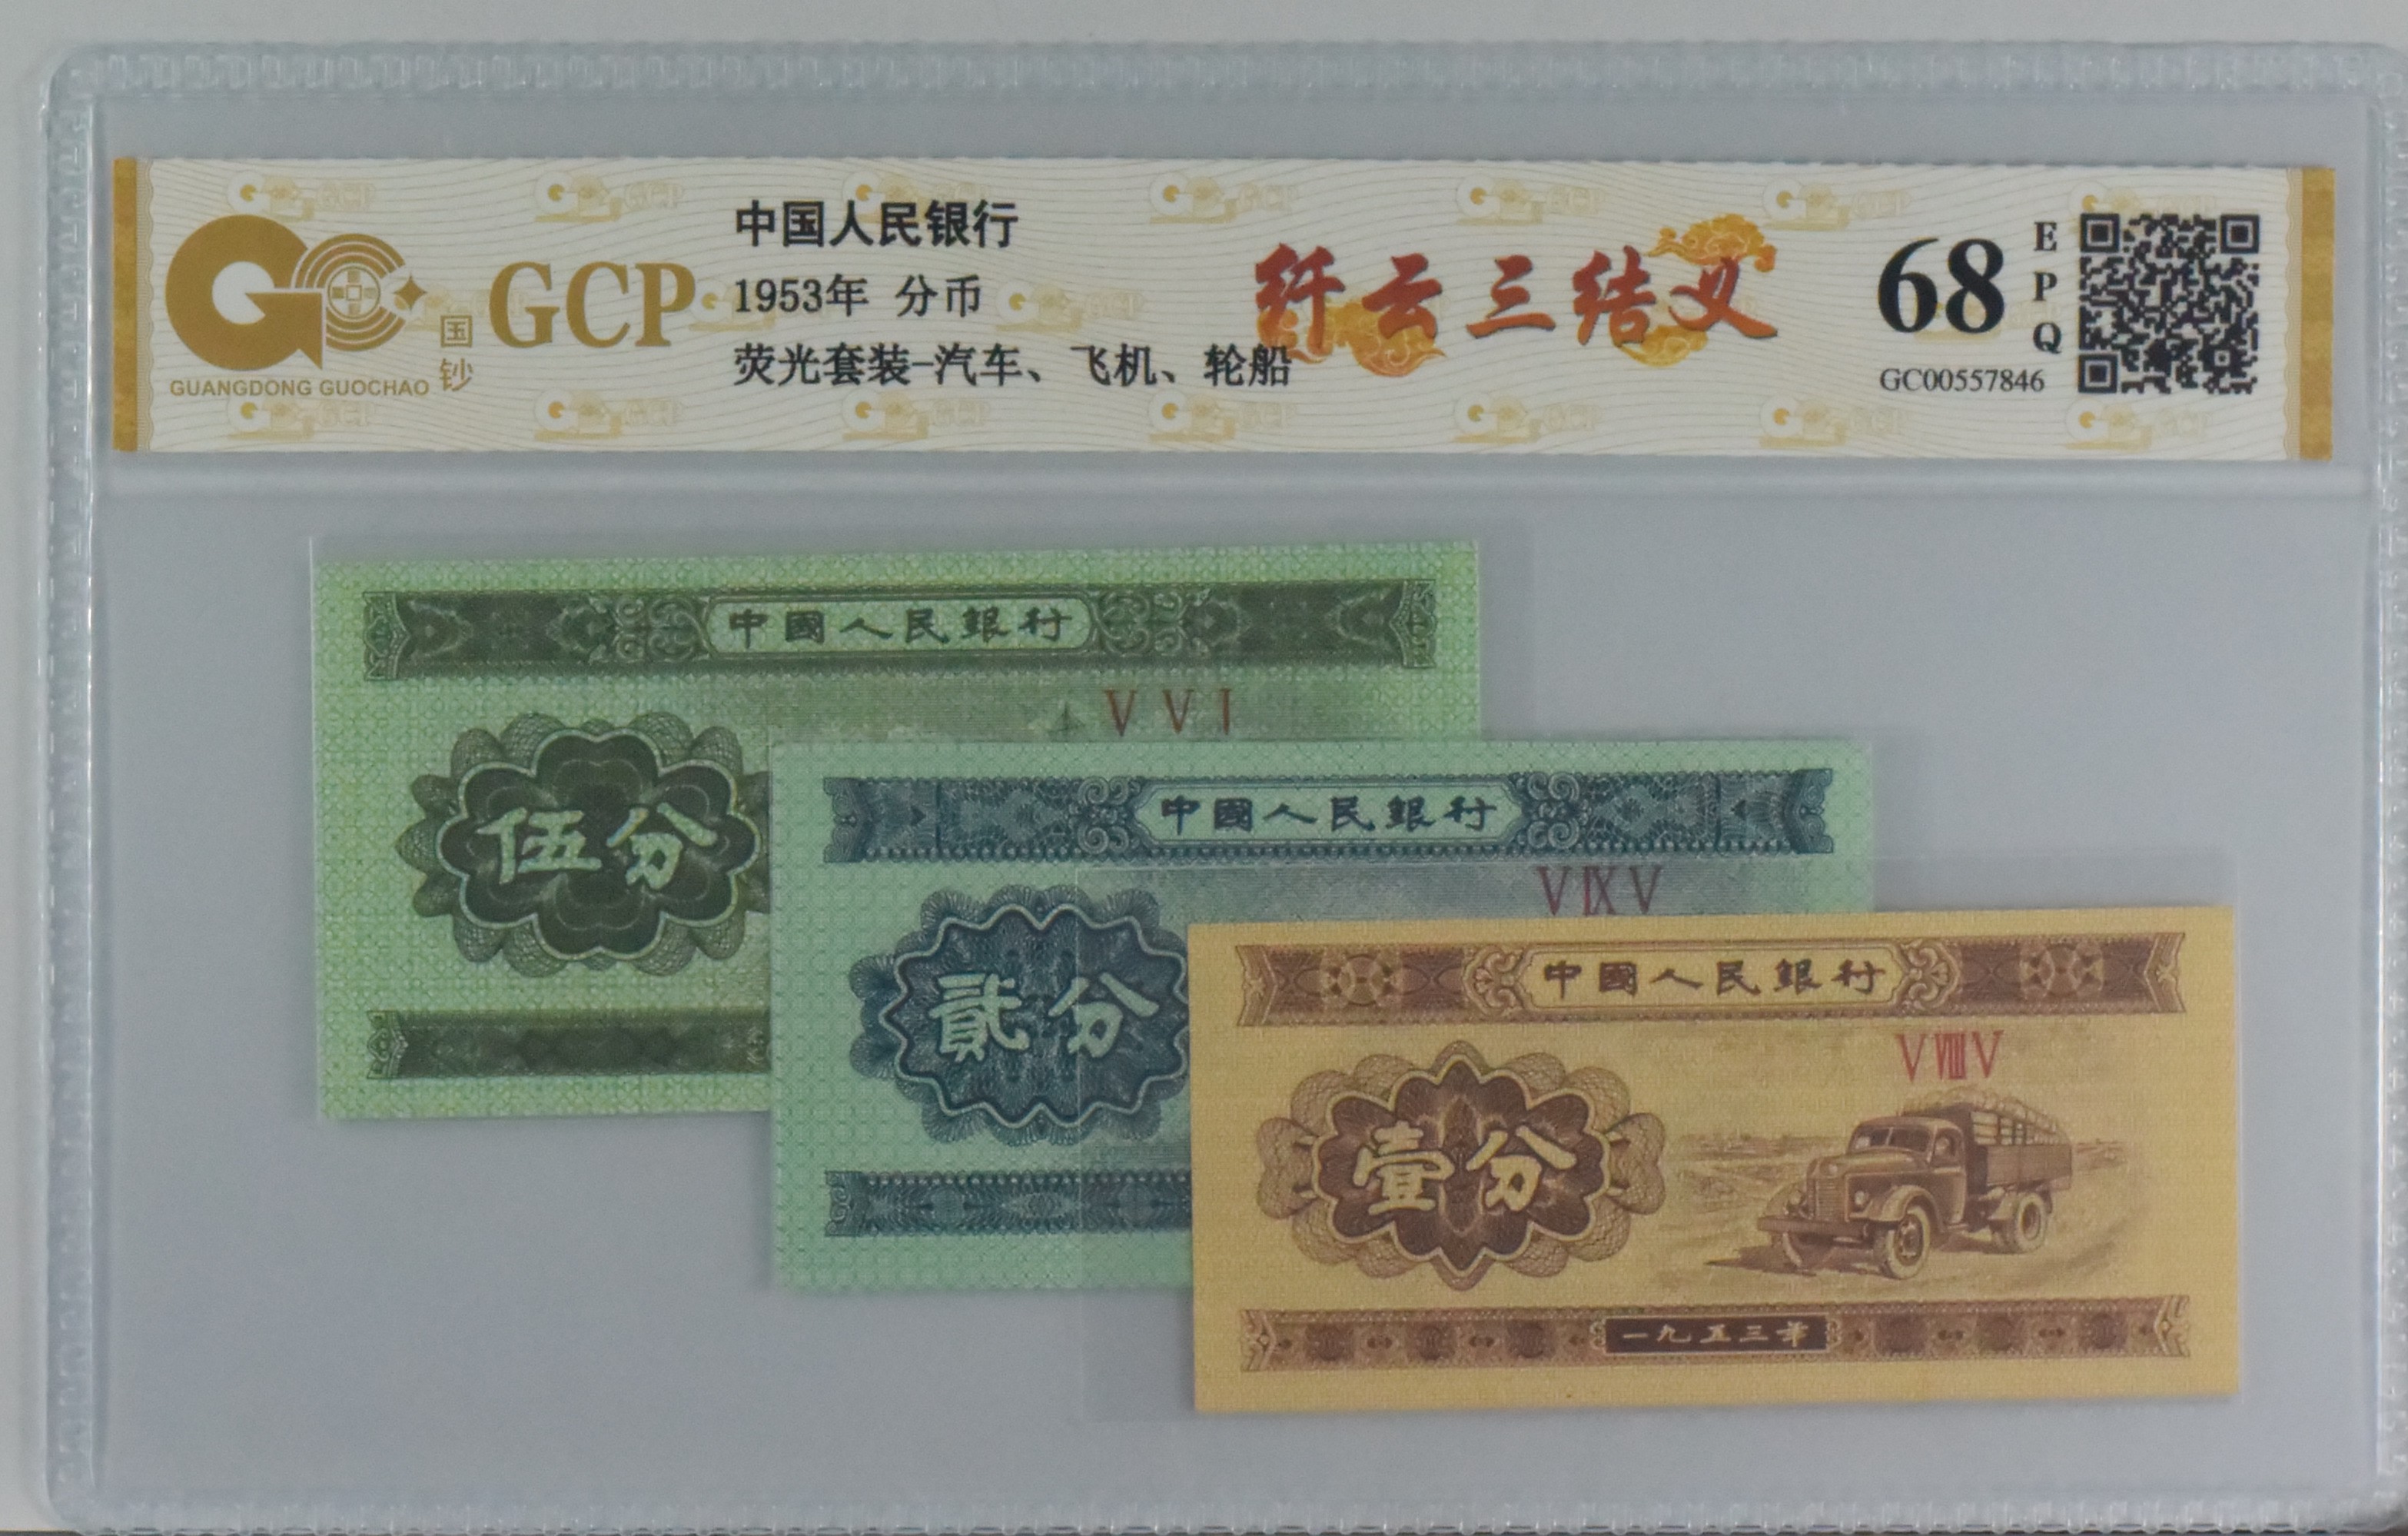 GCP
国钞
GUANGDONG GUOCHAO
中国人民银行
1953年 分币
荧光套装-汽车、飞机、轮船
纤云三结义
68
EPQ
GC00557846
中國人民銀行
V V I
伍分
中國人民銀行
V IX V
貳分
中國人民銀行
V VIII V
壹分
一九五三年